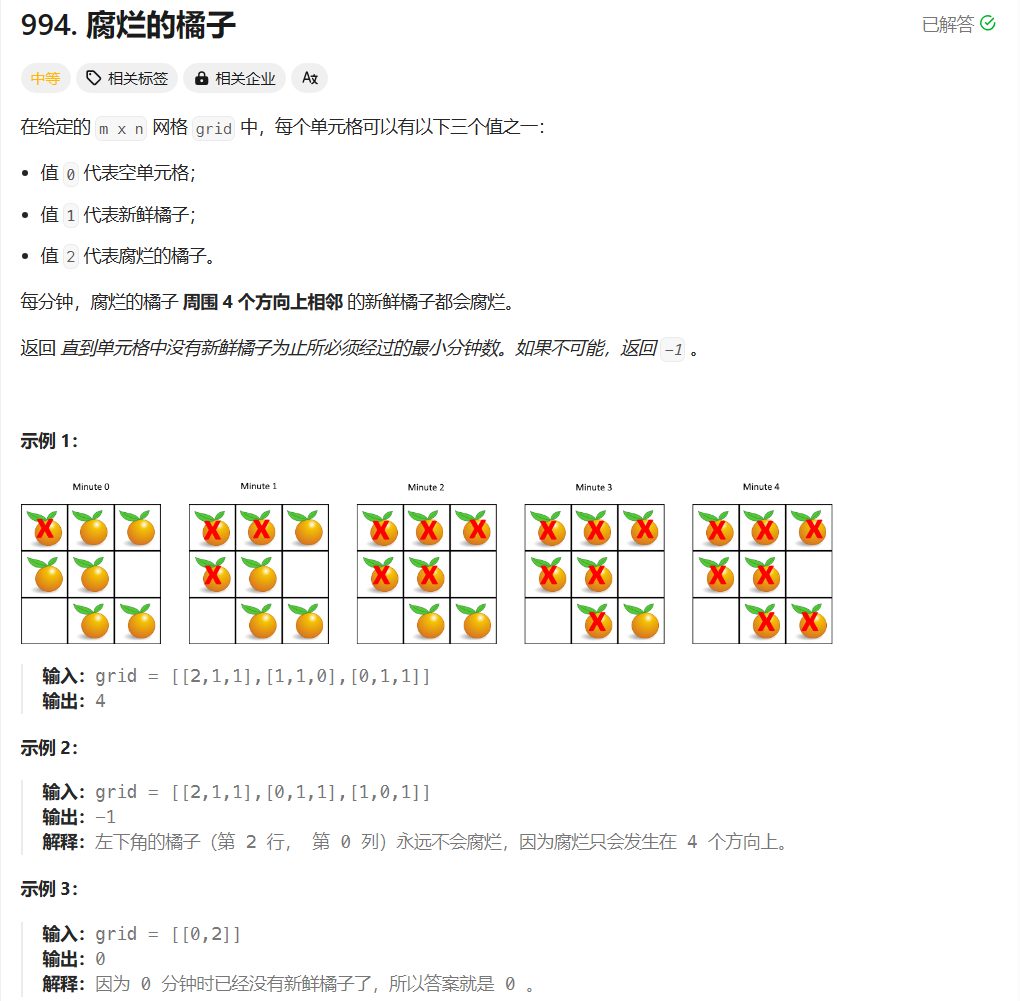 994. 腐烂的橘子
已解答
中等 相关标签 相关企业 Ax
在给定的 m x n 网格 grid 中，每个单元格可以有以下三个值之一：
值 0 代表空单元格；
值 1 代表新鲜橘子；
值 2 代表腐烂的橘子。
每分钟，腐烂的橘子 周围 4 个方向上相邻 的新鲜橘子都会腐烂。
返回 直到单元格中没有新鲜橘子为止所必须经过的最小分钟数。如果不可能，返回 -1 。
示例 1：
Minute 0 Minute 1 Minute 2 Minute 3 Minute 4
输入：grid = [[2,1,1],[1,1,0],[0,1,1]]
输出：4
示例 2：
输入：grid = [[2,1,1],[0,1,1],[1,0,1]]
输出：-1
解释：左下角的橘子（第 2 行， 第 0 列）永远不会腐烂，因为腐烂只会发生在 4 个方向上。
示例 3：
输入：grid = [[0,2]]
输出：0
解释：因为 0 分钟时已经没有新鲜橘子了，所以答案就是 0 。